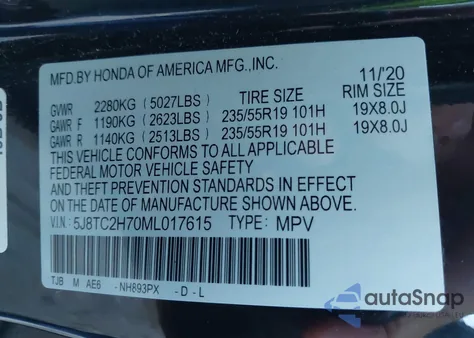 MFD.BY HONDA OF AMERICA MFG.,INC. 11/'20
GVWR 2280KG (5027LBS) TIRE SIZE RIM SIZE
GAWR F 1190KG (2623LBS) 235/55R19 101H 19X8.0J
GAWR R 1140KG (2513LBS) 235/55R19 101H 19X8.0J
THIS VEHICLE CONFORMS TO ALL APPLICABLE
FEDERAL MOTOR VEHICLE SAFETY
AND THEFT PREVENTION STANDARDS IN EFFECT
ON THE DATE OF MANUFACTURE SHOWN ABOVE.
V.I.N: 5J8TC2H70ML017615 TYPE: MPV
TJB M AE6 -NH893PX -D-L
autoSnap